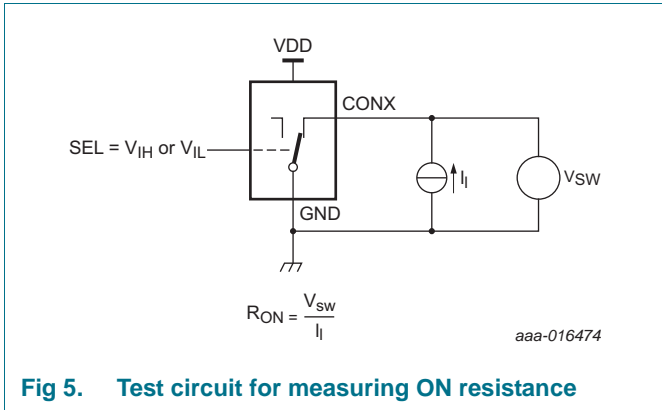 VDD
CONX
SEL = VIH or VIL
II
VSW
GND
RON = Vsw
II
aaa-016474
Fig 5. Test circuit for measuring ON resistance